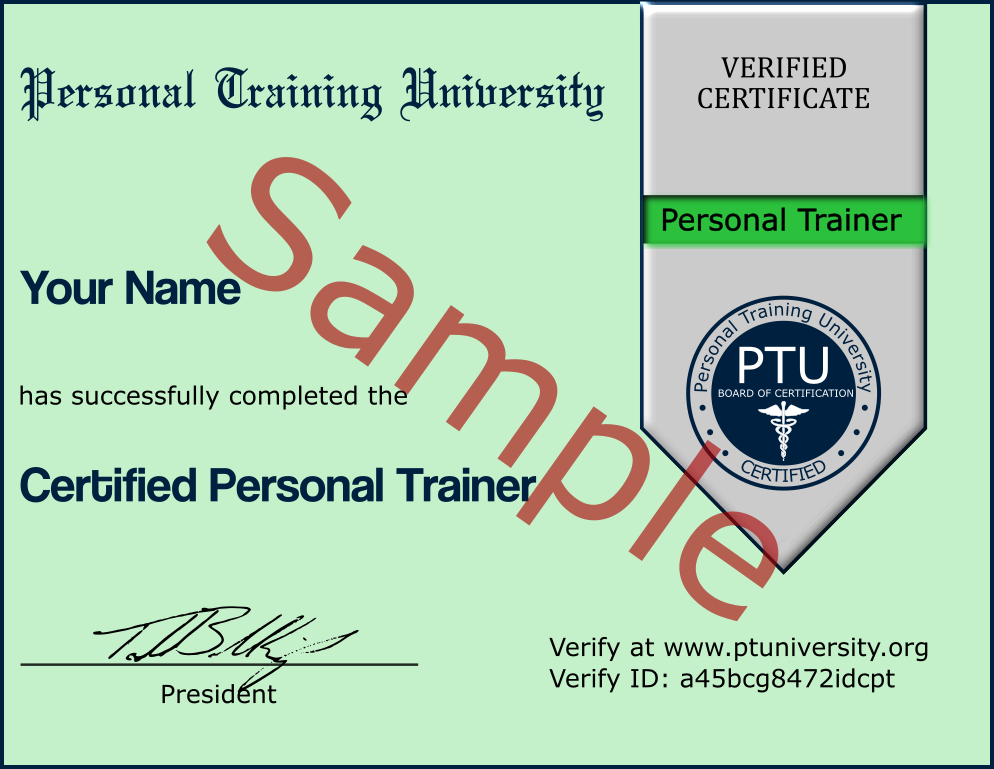 Personal Training University
VERIFIED
CERTIFICATE
Personal Trainer
Your Name
has successfully completed the
Certified Personal Trainer
Sample
Personal Training University
PTU
BOARD OF CERTIFICATION
CERTIFIED
President
Verify at www.ptuniversity.org
Verify ID: a45bcg8472idcpt